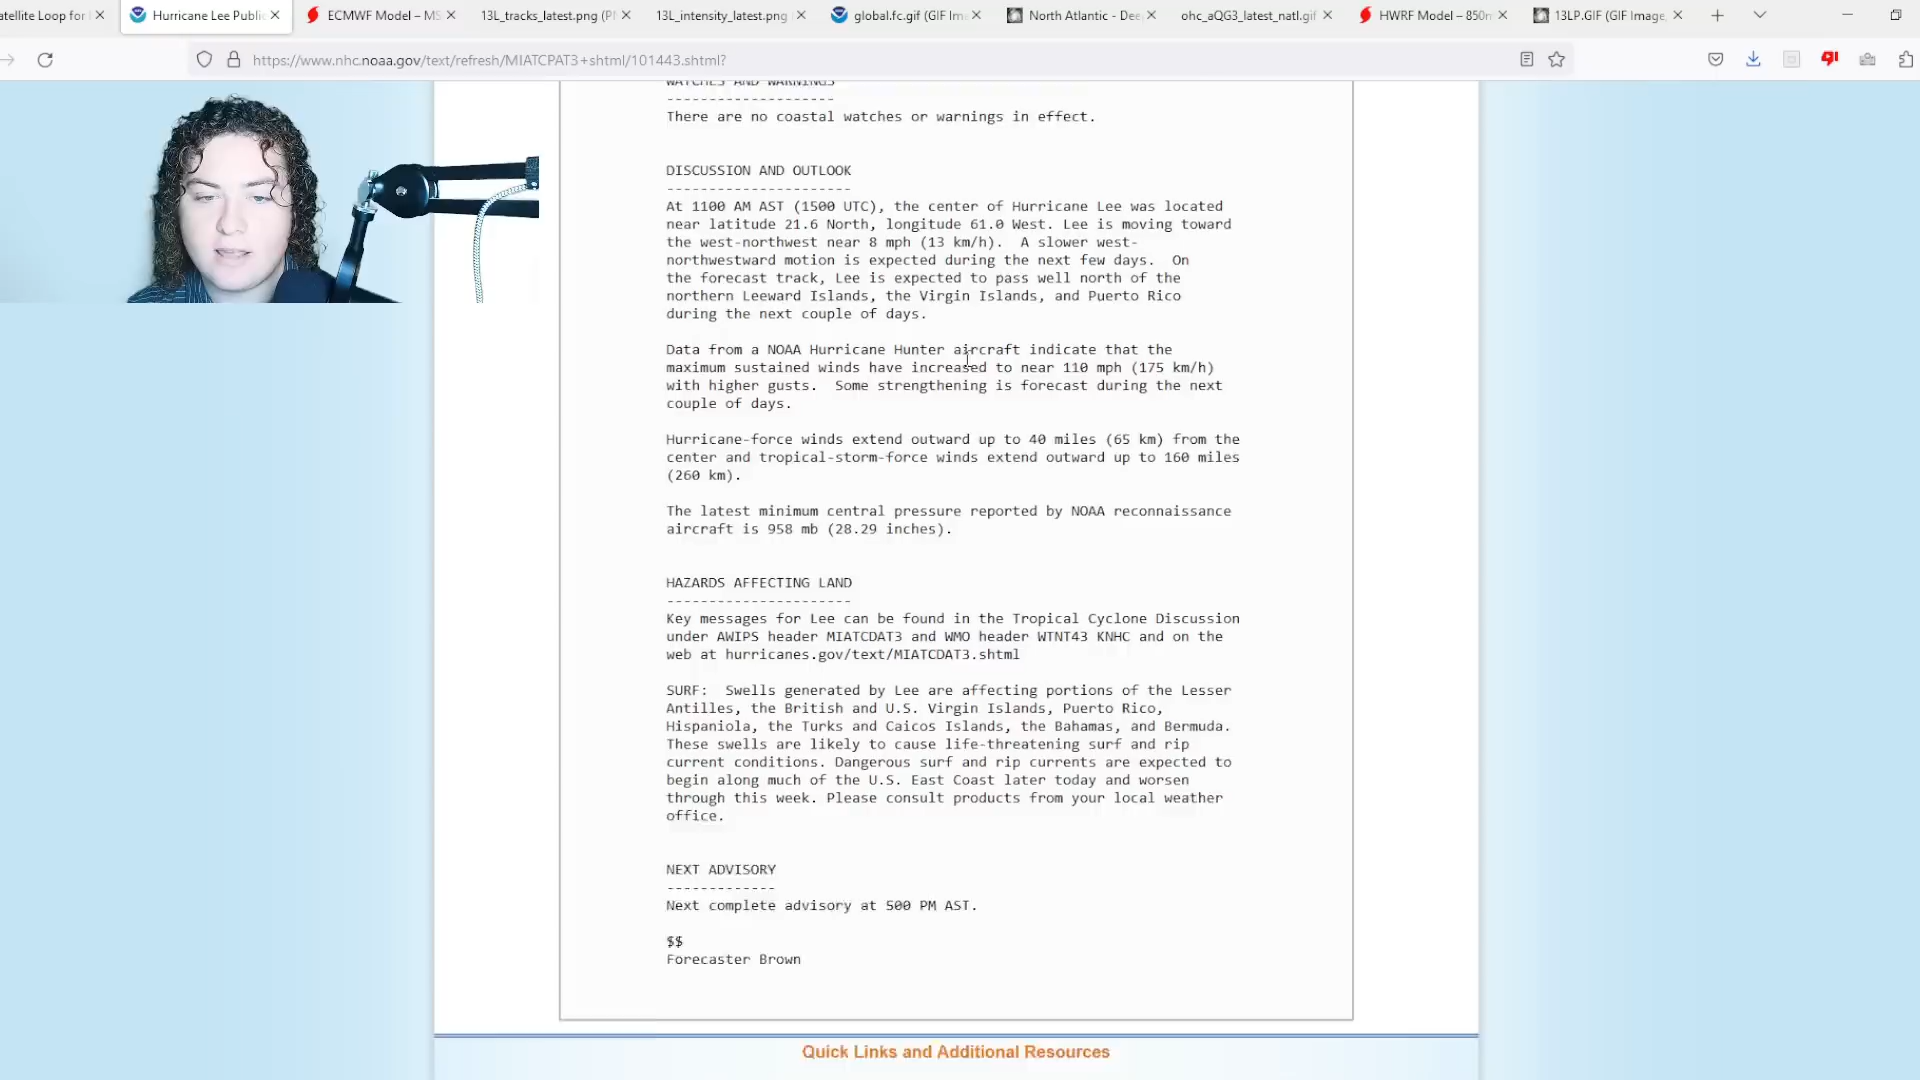 atellite Loop for
Hurricane Lee Public
ECMWF Model – MS
13L_tracks_latest.png (PN
13L_intensity_latest.png
global.fc.gif (GIF Im
North Atlantic - Dee
ohc_aQG3_latest_natl.gif
HWRF Model – 850m
13LP.GIF (GIF Image,
https://www.nhc.noaa.gov/text/refresh/MIATCPAT3+shtml/101443.shtml?
WATCHES AND WARNINGS
--------------------
There are no coastal watches or warnings in effect.
DISCUSSION AND OUTLOOK
----------------------
At 1100 AM AST (1500 UTC), the center of Hurricane Lee was located
near latitude 21.6 North, longitude 61.0 West. Lee is moving toward
the west-northwest near 8 mph (13 km/h).  A slower west-
northwestward motion is expected during the next few days.  On
the forecast track, Lee is expected to pass well north of the
northern Leeward Islands, the Virgin Islands, and Puerto Rico
during the next couple of days.
Data from a NOAA Hurricane Hunter aircraft indicate that the
maximum sustained winds have increased to near 110 mph (175 km/h)
with higher gusts.  Some strengthening is forecast during the next
couple of days.
Hurricane-force winds extend outward up to 40 miles (65 km) from the
center and tropical-storm-force winds extend outward up to 160 miles
(260 km).
The latest minimum central pressure reported by NOAA reconnaissance
aircraft is 958 mb (28.29 inches).
HAZARDS AFFECTING LAND
----------------------
Key messages for Lee can be found in the Tropical Cyclone Discussion
under AWIPS header MIATCDAT3 and WMO header WTNT43 KNHC and on the
web at hurricanes.gov/text/MIATCDAT3.shtml
SURF:  Swells generated by Lee are affecting portions of the Lesser
Antilles, the British and U.S. Virgin Islands, Puerto Rico,
Hispaniola, the Turks and Caicos Islands, the Bahamas, and Bermuda.
These swells are likely to cause life-threatening surf and rip
current conditions. Dangerous surf and rip currents are expected to
begin along much of the U.S. East Coast later today and worsen
through this week. Please consult products from your local weather
office.
NEXT ADVISORY
-------------
Next complete advisory at 500 PM AST.
$$
Forecaster Brown
Quick Links and Additional Resources